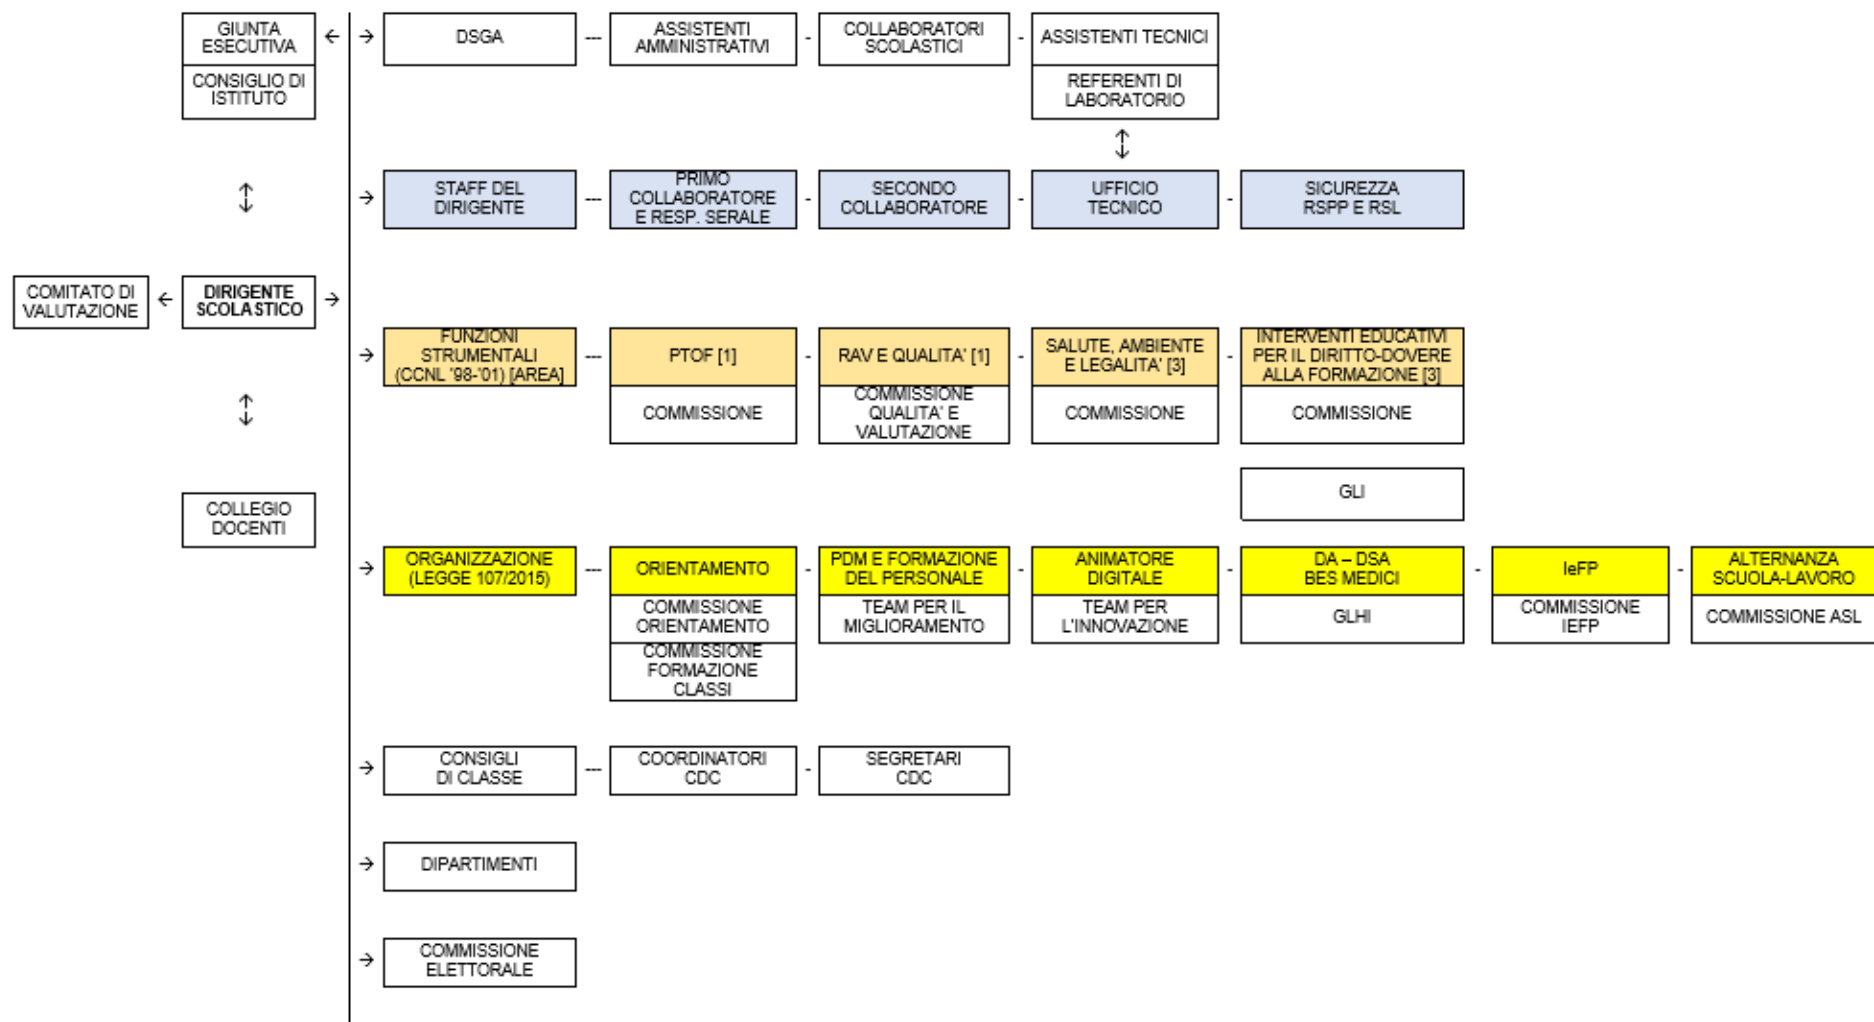 GIUNTA
ESECUTIVA
← → DSGA
---
ASSISTENTI
AMMINISTRATIVI
-
COLLABORATORI
SCOLASTICI
-
ASSISTENTI TECNICI
CONSIGLIO DI
ISTITUTO
REFERENTI DI
LABORATORIO
↕
↕
→
STAFF DEL
DIRIGENTE
---
PRIMO
COLLABORATORE
E RESP. SERALE
-
SECONDO
COLLABORATORE
-
UFFICIO
TECNICO
-
SICUREZZA
RSPP E RSL
COMITATO DI
VALUTAZIONE
←
DIRIGENTE
SCOLASTICO
→
→
FUNZIONI
STRUMENTALI
(CCNL '98-'01) [AREA]
---
PTOF [1]
-
RAV E QUALITA' [1]
-
SALUTE, AMBIENTE
E LEGALITA' [3]
-
INTERVENTI EDUCATIVI
PER IL DIRITTO-DOVERE
ALLA FORMAZIONE [3]
↕
COMMISSIONE
COMMISSIONE
QUALITA' E
VALUTAZIONE
COMMISSIONE
COMMISSIONE
GLI
COLLEGIO
DOCENTI
→
ORGANIZZAZIONE
(LEGGE 107/2015)
---
ORIENTAMENTO
-
PDM E FORMAZIONE
DEL PERSONALE
-
ANIMATORE
DIGITALE
-
DA – DSA
BES MEDICI
-
IeFP
-
ALTERNANZA
SCUOLA-LAVORO
COMMISSIONE
ORIENTAMENTO
TEAM PER IL
MIGLIORAMENTO
TEAM PER
L'INNOVAZIONE
GLHI
COMMISSIONE
IEFP
COMMISSIONE ASL
COMMISSIONE
FORMAZIONE
CLASSI
→
CONSIGLI
DI CLASSE
---
COORDINATORI
CDC
-
SEGRETARI
CDC
→
DIPARTIMENTI
→
COMMISSIONE
ELETTORALE